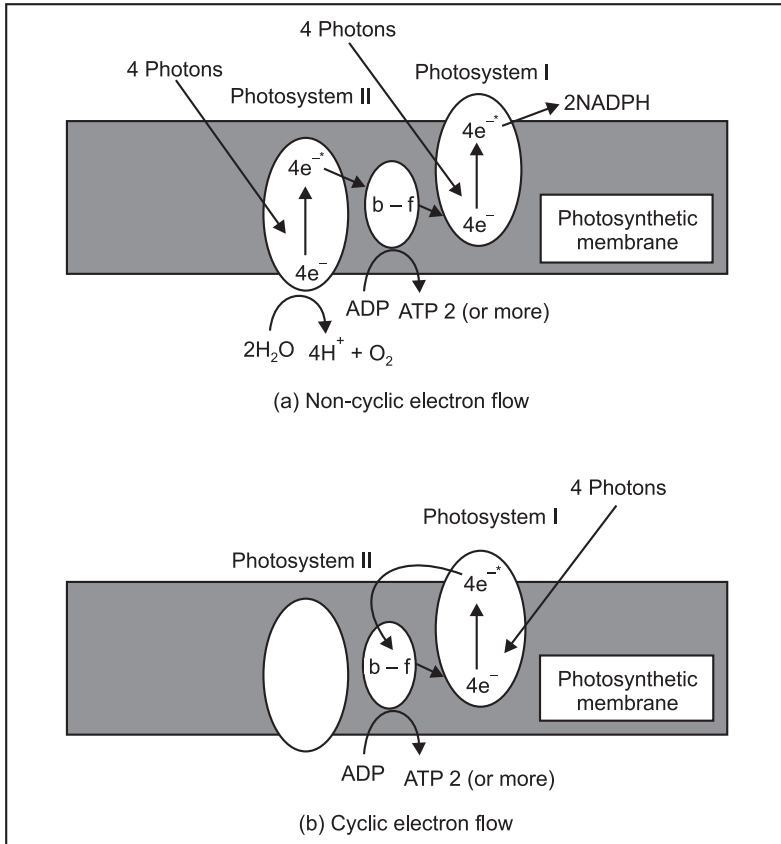 4 Photons
4 Photons
Photosystem I
Photosystem II
4e⁻*
2NADPH
4e⁻*
b – f
4e⁻
Photosynthetic
membrane
4e⁻
ADP
ATP 2 (or more)
2H₂O
4H⁺ + O₂
(a) Non-cyclic electron flow
4 Photons
Photosystem I
Photosystem II
4e⁻*
b – f
4e⁻
Photosynthetic
membrane
ADP
ATP 2 (or more)
(b) Cyclic electron flow